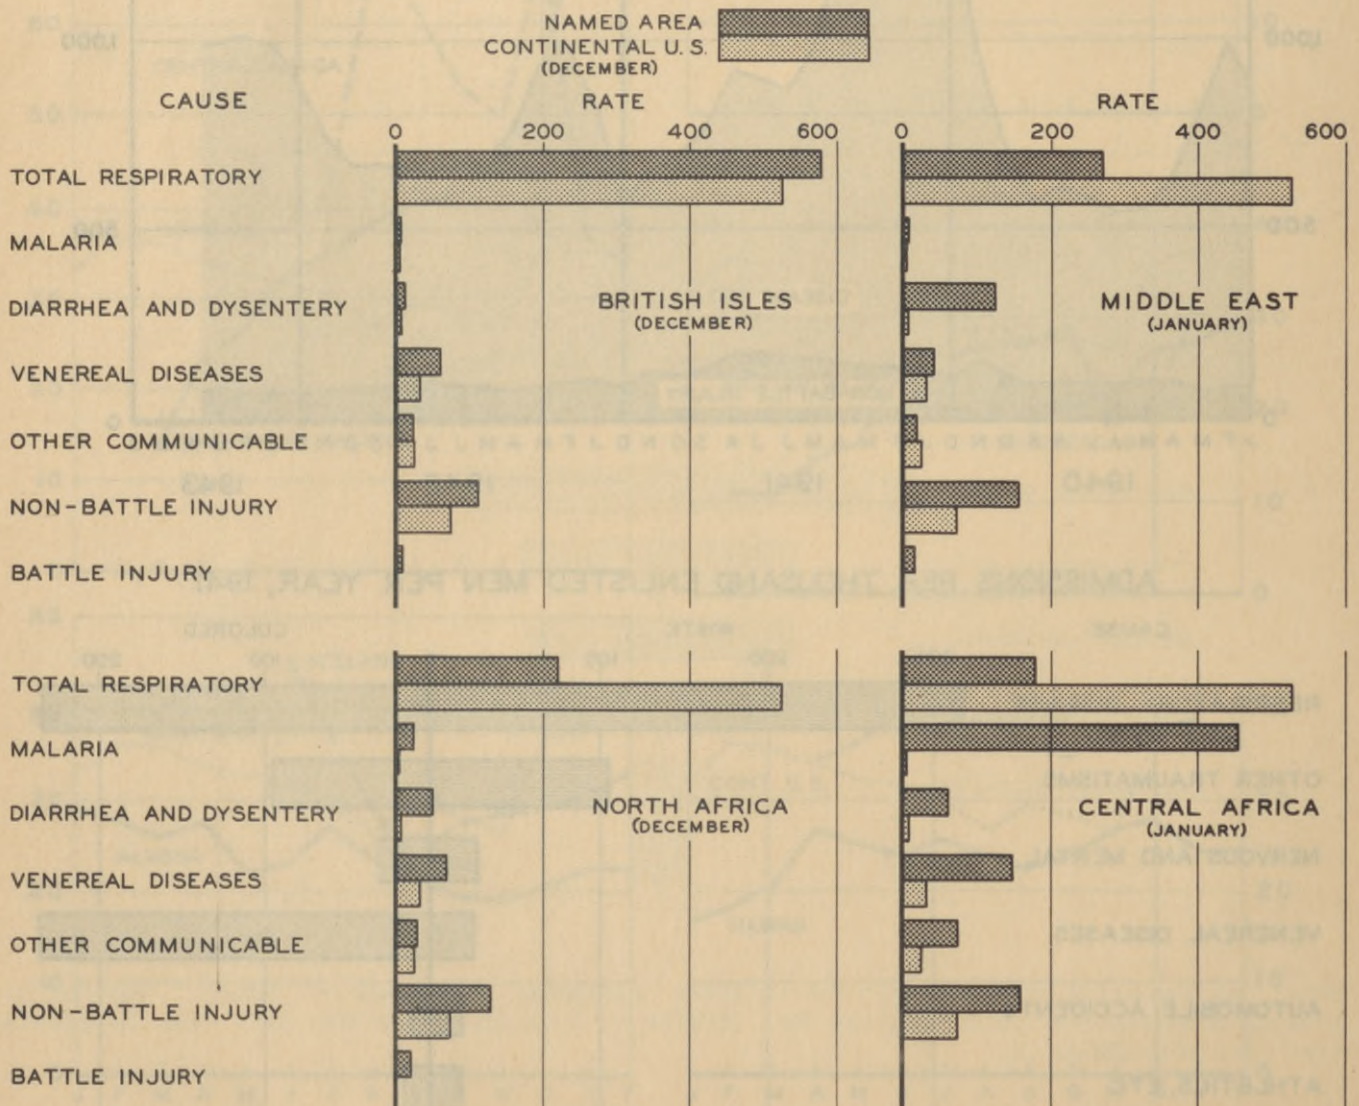 NAMED AREA
CONTINENTAL U. S.
(DECEMBER)
CAUSE RATE RATE
0 200 400 600 0 200 400 600
TOTAL RESPIRATORY
MALARIA
DIARRHEA AND DYSENTERY
BRITISH ISLES
(DECEMBER)
MIDDLE EAST
(JANUARY)
VENEREAL DISEASES
OTHER COMMUNICABLE
NON-BATTLE INJURY
BATTLE INJURY
TOTAL RESPIRATORY
MALARIA
DIARRHEA AND DYSENTERY
NORTH AFRICA
(DECEMBER)
CENTRAL AFRICA
(JANUARY)
VENEREAL DISEASES
OTHER COMMUNICABLE
NON-BATTLE INJURY
BATTLE INJURY